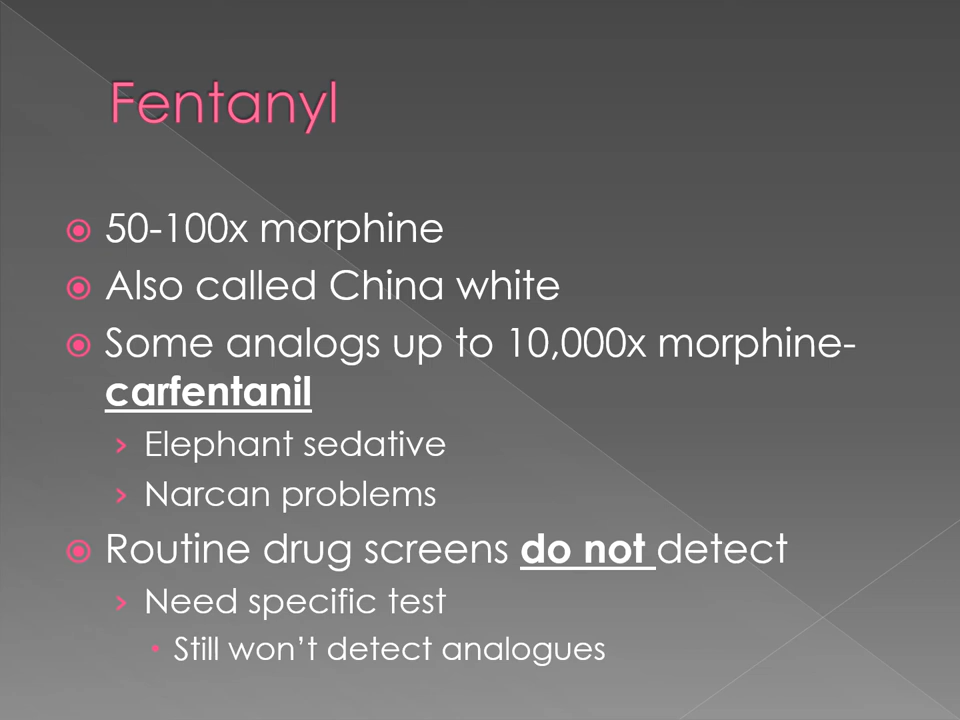 Fentanyl
50-100x morphine
Also called China white
Some analogs up to 10,000x morphine-
carfentanil
Elephant sedative
Narcan problems
Routine drug screens do not detect
Need specific test
Still won’t detect analogues